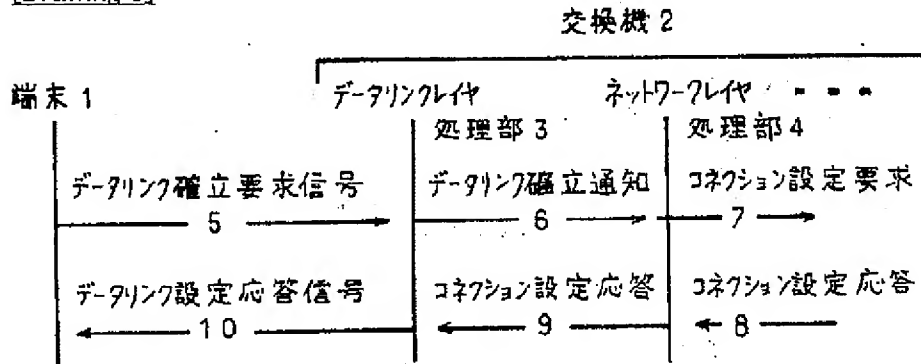 交換機2
端末1
データリンクレイヤ
処理部3
ネットワークレイヤ
処理部4
データリンク確立要求信号
5
データリンク確立通知
6
コネクション設定要求
7
データリンク設定応答信号
10
コネクション設定応答
9
コネクション設定応答
8